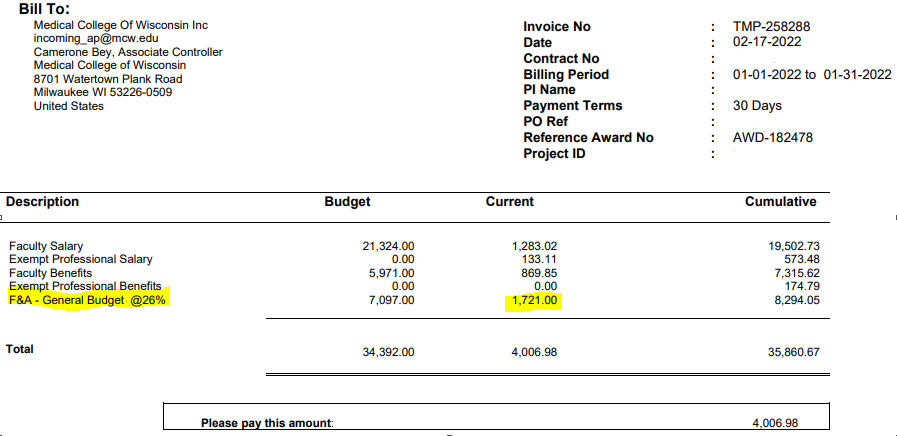 Bill To:
Medical College Of Wisconsin Inc
incoming_ap@mcw.edu
Camerone Bey, Associate Controller
Medical College of Wisconsin
8701 Watertown Plank Road
Milwaukee WI 53226-0509
United States
Invoice No : TMP-258288
Date : 02-17-2022
Contract No :
Billing Period : 01-01-2022 to 01-31-2022
PI Name :
Payment Terms : 30 Days
PO Ref :
Reference Award No : AWD-182478
Project ID :
Description Budget Current Cumulative
Faculty Salary 21,324.00 1,283.02 19,502.73
Exempt Professional Salary 0.00 133.11 573.48
Faculty Benefits 5,971.00 869.85 7,315.62
Exempt Professional Benefits 0.00 0.00 174.79
F&A - General Budget @26% 7,097.00 1,721.00 8,294.05
Total 34,392.00 4,006.98 35,860.67
Please pay this amount: 4,006.98